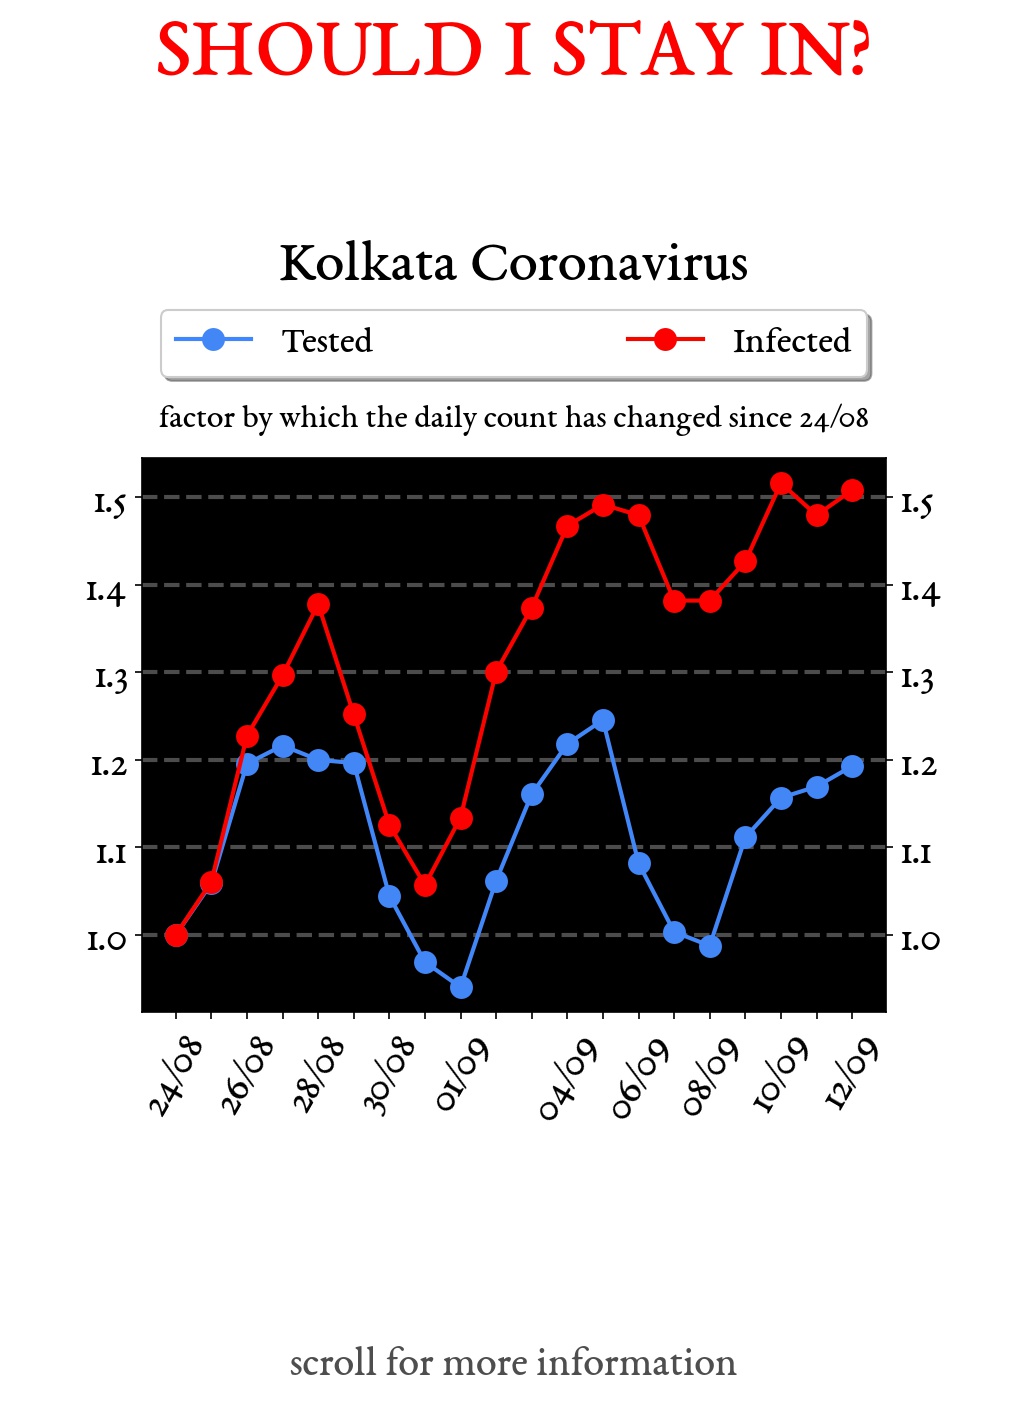 SHOULD I STAY IN?
Kolkata Coronavirus
Tested Infected
factor by which the daily count has changed since 24/08
1.5 1.5
1.4 1.4
1.3 1.3
1.2 1.2
1.1 1.1
1.0 1.0
24/08 26/08 28/08 30/08 01/09 04/09 06/09 08/09 10/09 12/09
scroll for more information